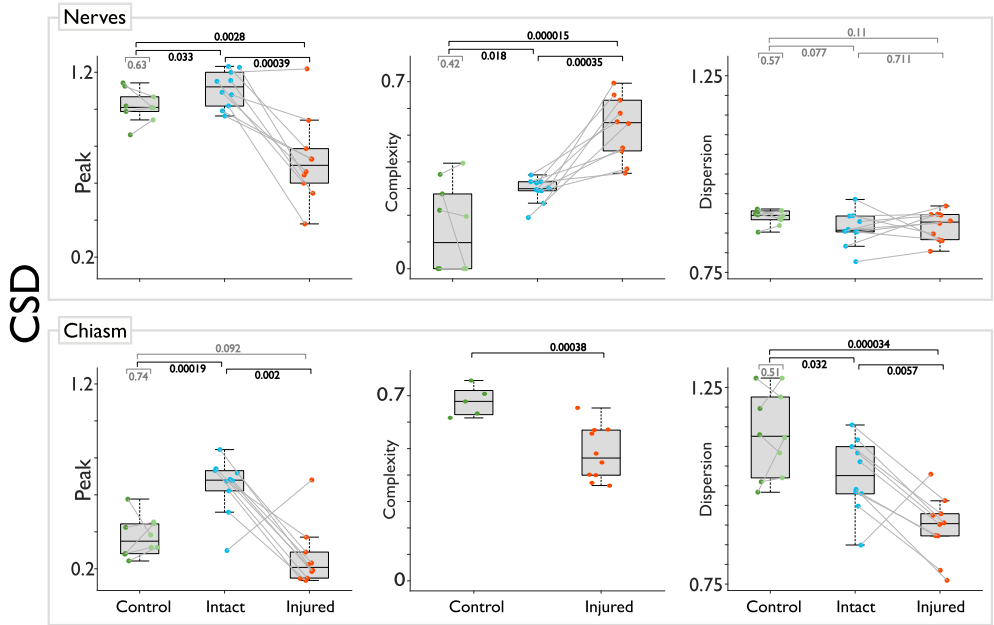 Nerves
0.0028
0.033
0.00039
0.63
1.2
0.2
Peak
0.000015
0.018
0.00035
0.42
0.7
0
Complexity
0.11
0.077
0.711
0.57
1.25
0.75
Dispersion
CSD
Chiasm
0.092
0.00019
0.002
0.74
1.2
0.2
Peak
Control Intact Injured
0.00038
0.7
0
Complexity
Control Injured
0.000034
0.032
0.0057
0.51
1.25
0.75
Dispersion
Control Intact Injured